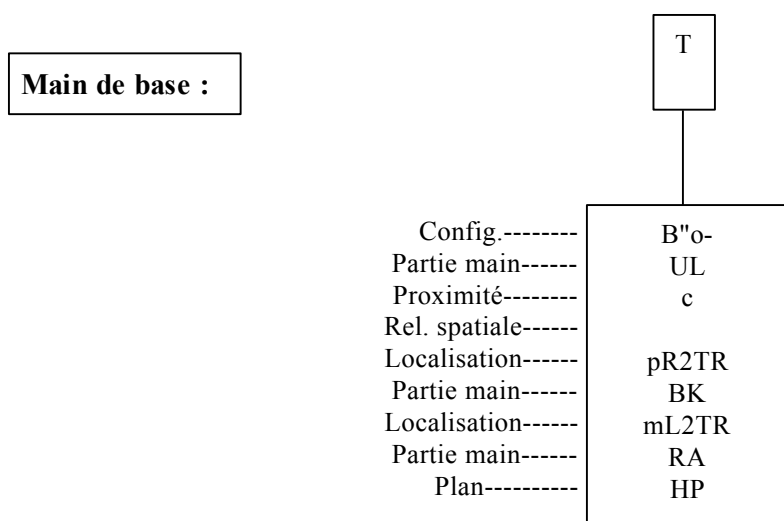 T
Main de base :
Config.-------- B"o-
Partie main------ UL
Proximité-------- c
Rel. spatiale------
Localisation------ pR2TR
Partie main------ BK
Localisation------ mL2TR
Partie main------ RA
Plan---------- HP